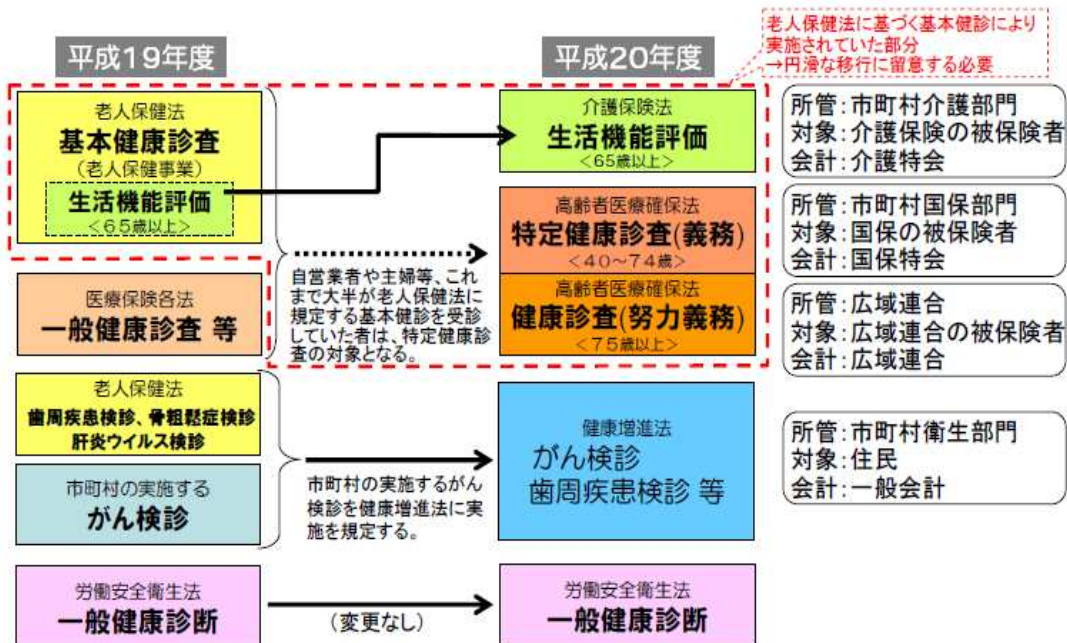 平成19年度
平成20年度
老人保健法に基づく基本健診により
実施されていた部分
→円滑な移行に留意する必要
老人保健法
基本健康診査
(老人保健事業)
生活機能評価
<65歳以上>
医療保険各法
一般健康診査 等
自営業者や主婦等、これ
まで大半が老人保健法に
規定する基本健診を受診
していた者は、特定健康診
査の対象となる。
介護保険法
生活機能評価
<65歳以上>
高齢者医療確保法
特定健康診査(義務)
<40～74歳>
高齢者医療確保法
健康診査(努力義務)
<75歳以上>
所管:市町村介護部門
対象:介護保険の被保険者
会計:介護特会
所管:市町村国保部門
対象:国保の被保険者
会計:国保特会
所管:広域連合
対象:広域連合の被保険者
会計:広域連合
老人保健法
歯周疾患検診、骨粗鬆症検診
肝炎ウイルス検診
市町村の実施する
がん検診
市町村の実施するがん
検診を健康増進法に実
施を規定する。
健康増進法
がん検診
歯周疾患検診 等
所管:市町村衛生部門
対象:住民
会計:一般会計
労働安全衛生法
一般健康診断
(変更なし)
労働安全衛生法
一般健康診断